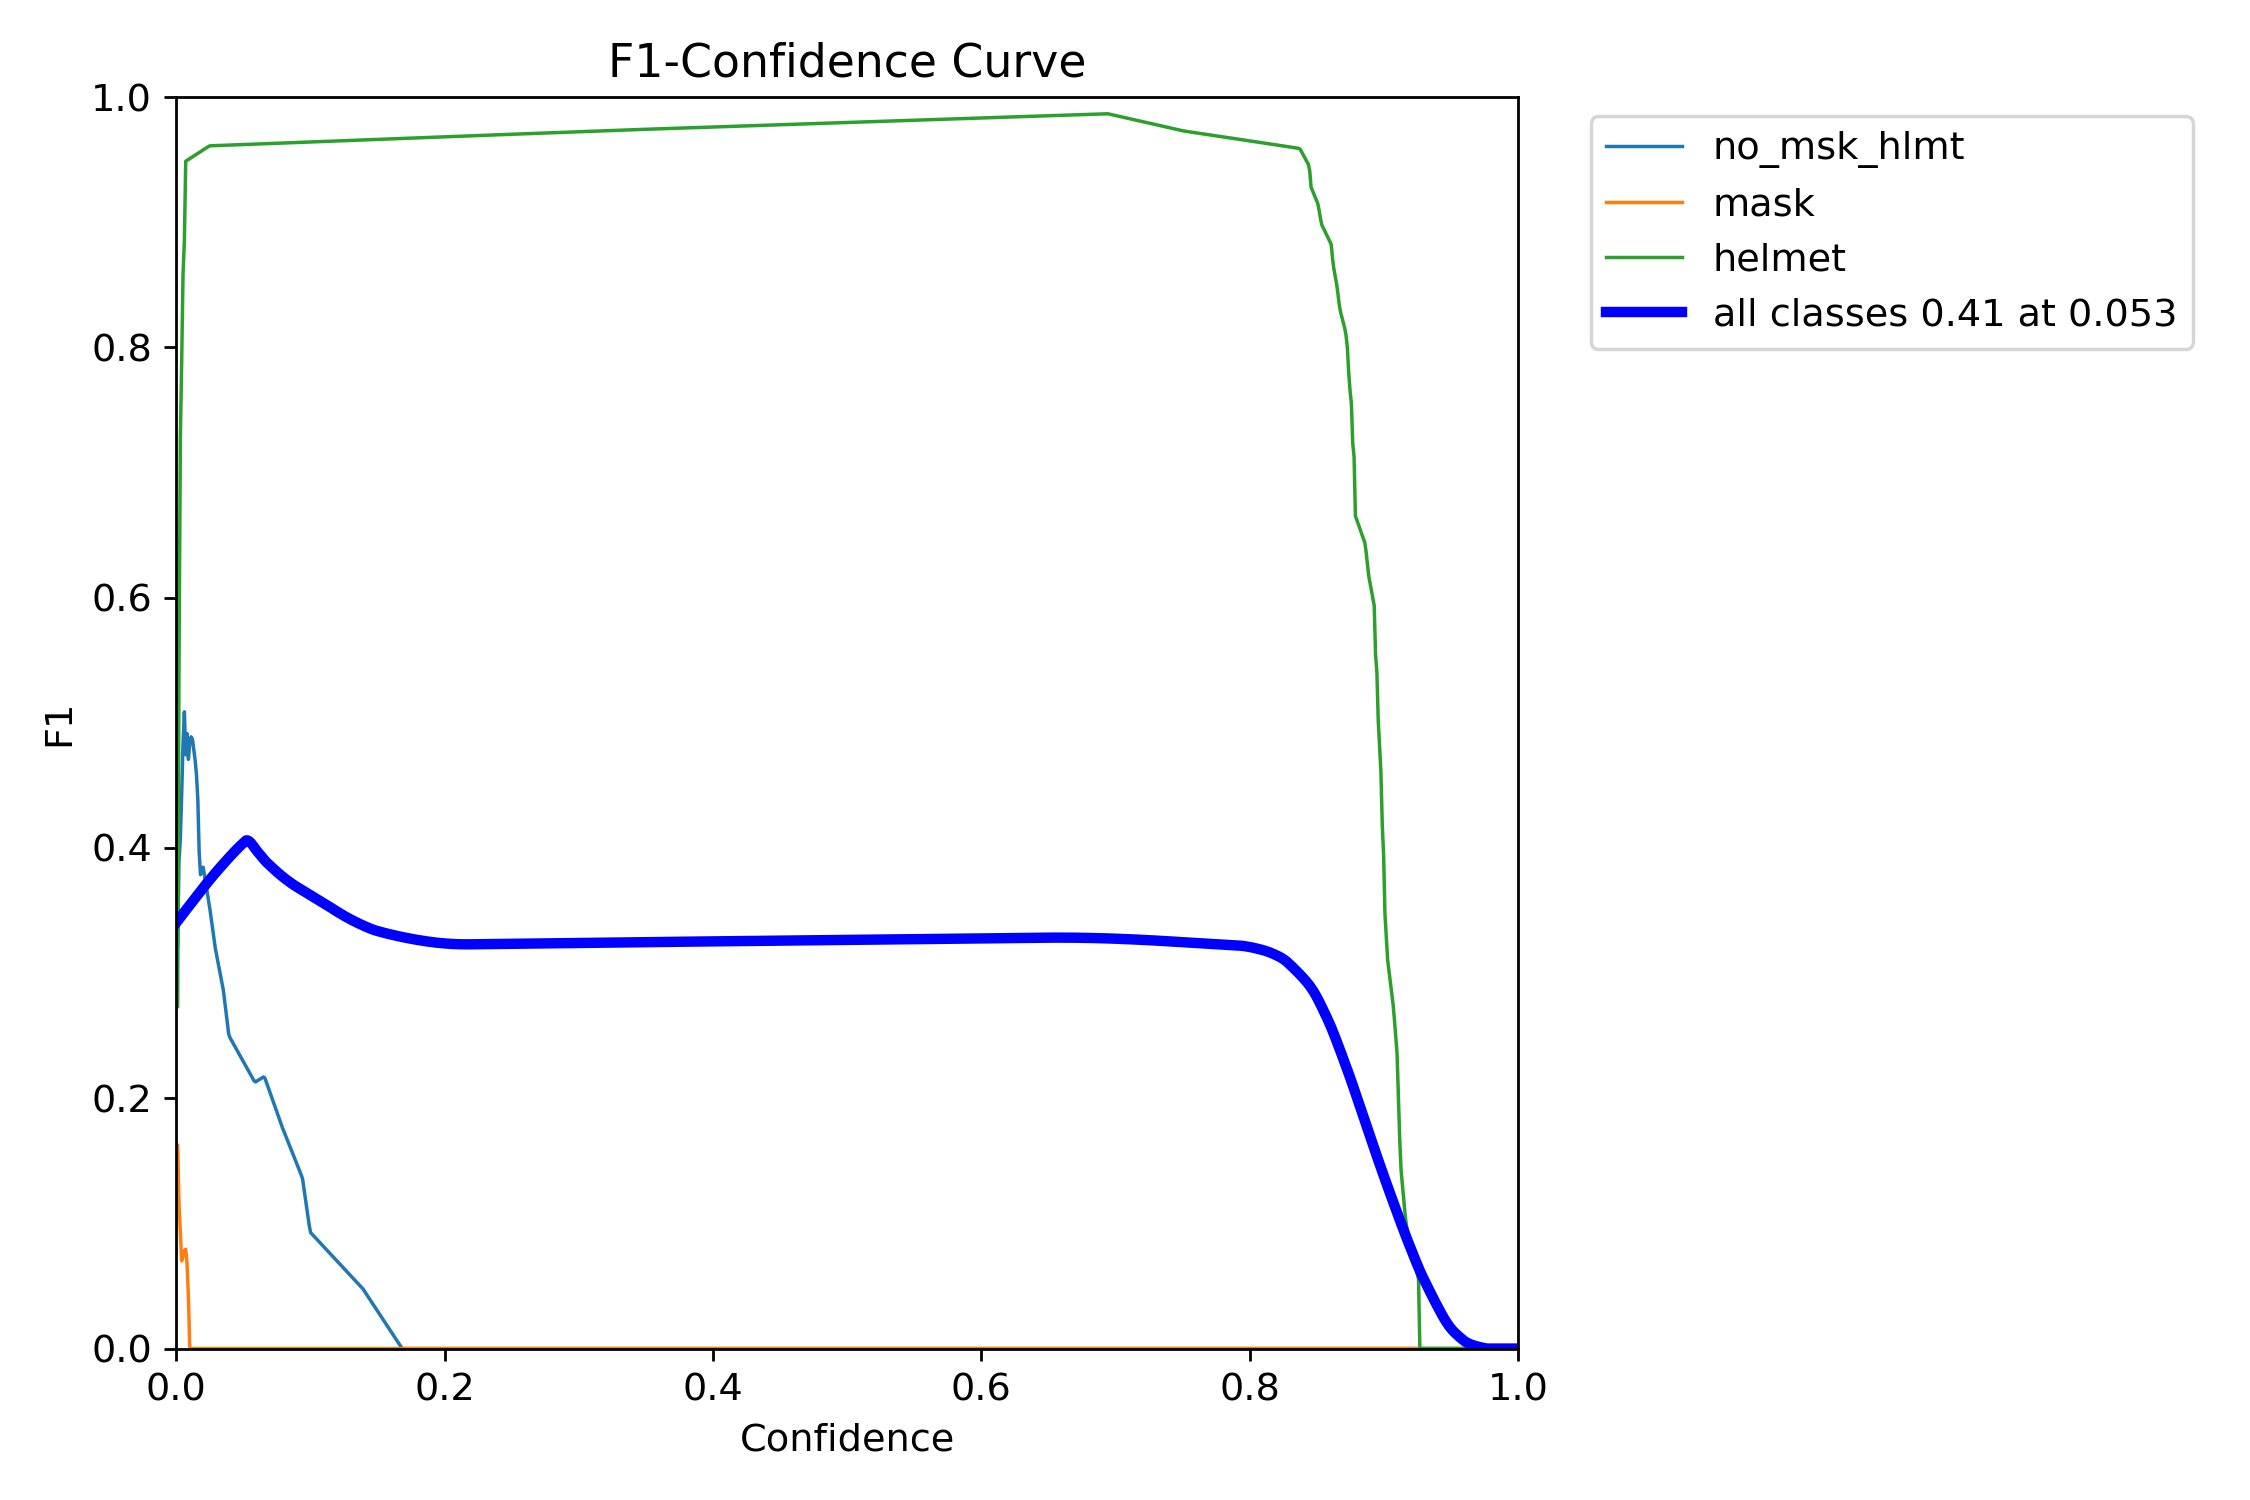 F1-Confidence Curve
1.0
0.8
0.6
0.4
0.2
0.0
F1
0.0 0.2 0.4 0.6 0.8 1.0
Confidence
no_msk_hlmt
mask
helmet
all classes 0.41 at 0.053